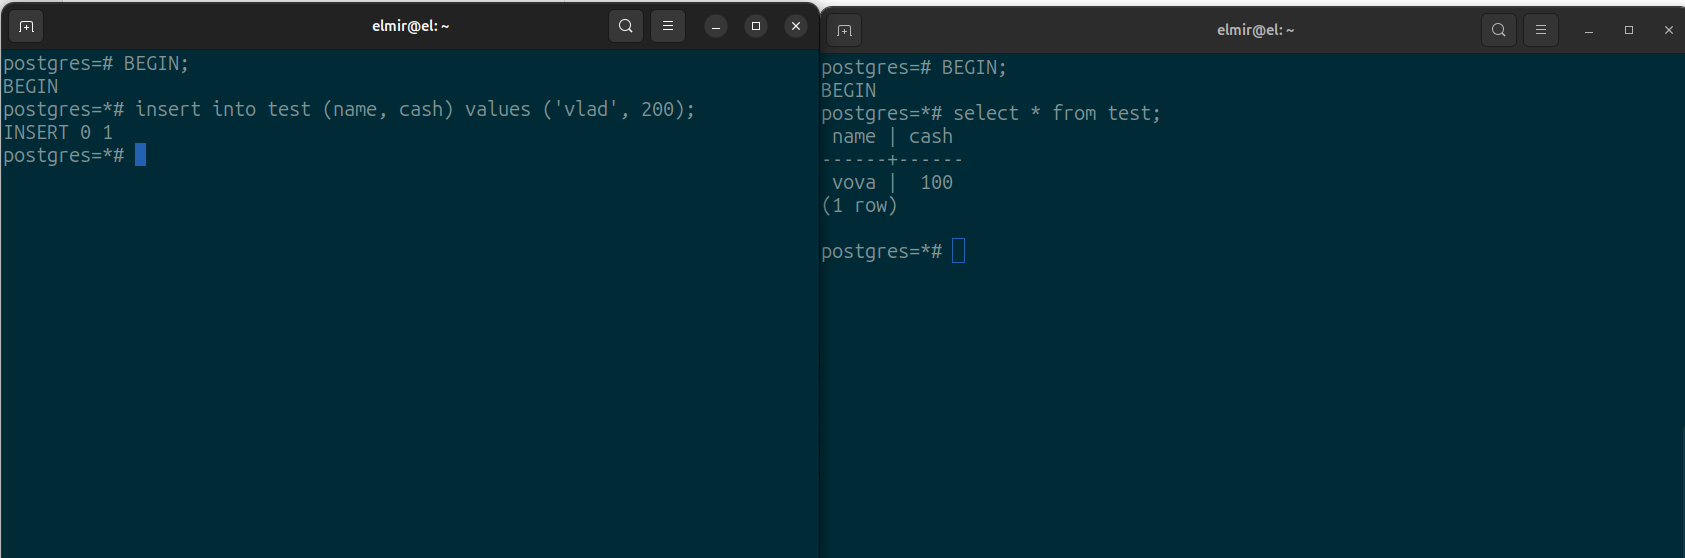 elmir@el: ~
postgres=# BEGIN;
BEGIN
postgres=*# insert into test (name, cash) values ('vlad', 200);
INSERT 0 1
postgres=*#
elmir@el: ~
postgres=# BEGIN;
BEGIN
postgres=*# select * from test;
 name | cash
------+------
 vova |  100
(1 row)
postgres=*#